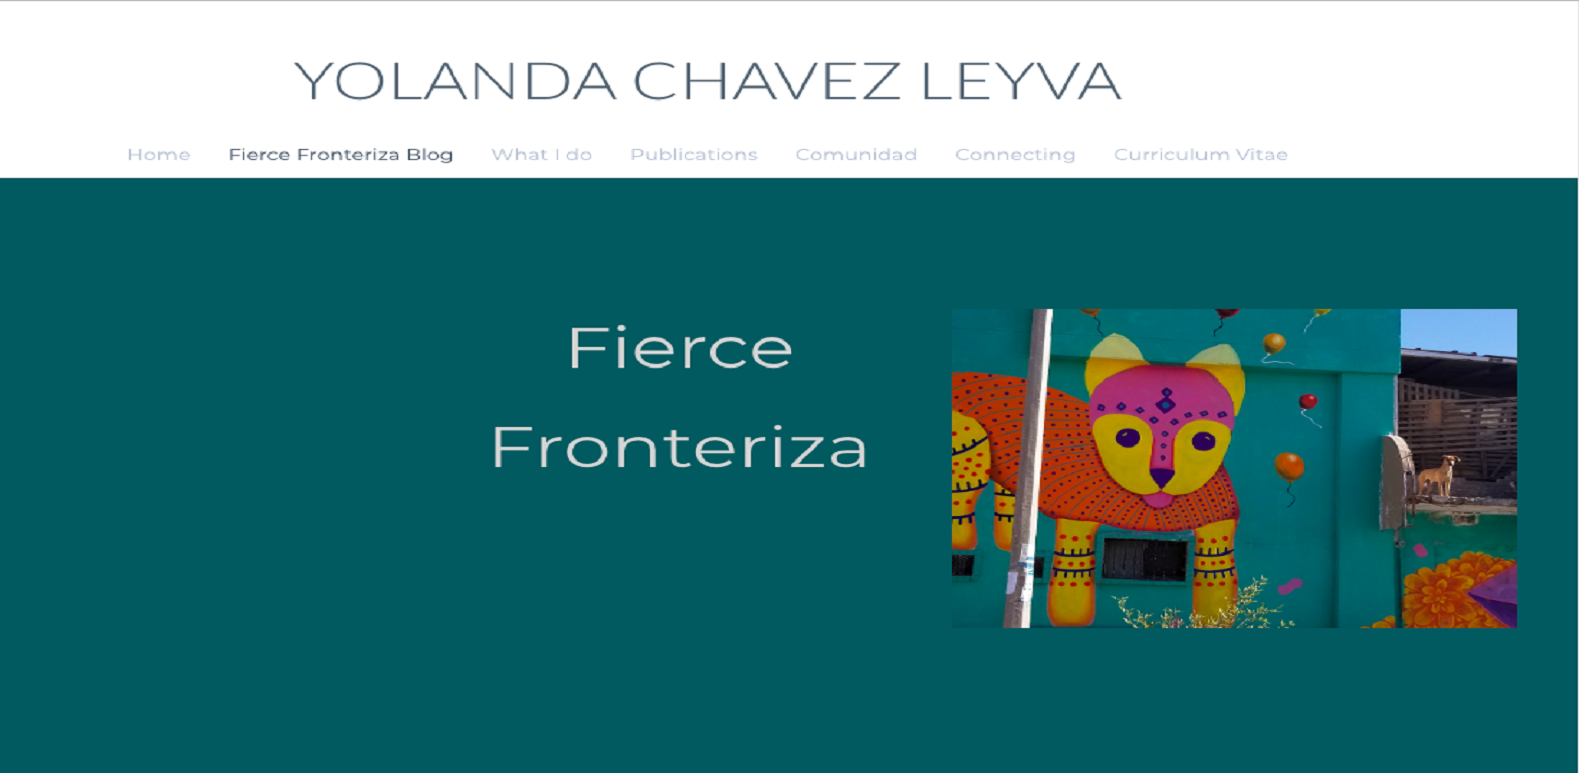 YOLANDA CHAVEZ LEYVA
Home Fierce Fronteriza Blog What I do Publications Comunidad Connecting Curriculum Vitae
Fierce
Fronteriza